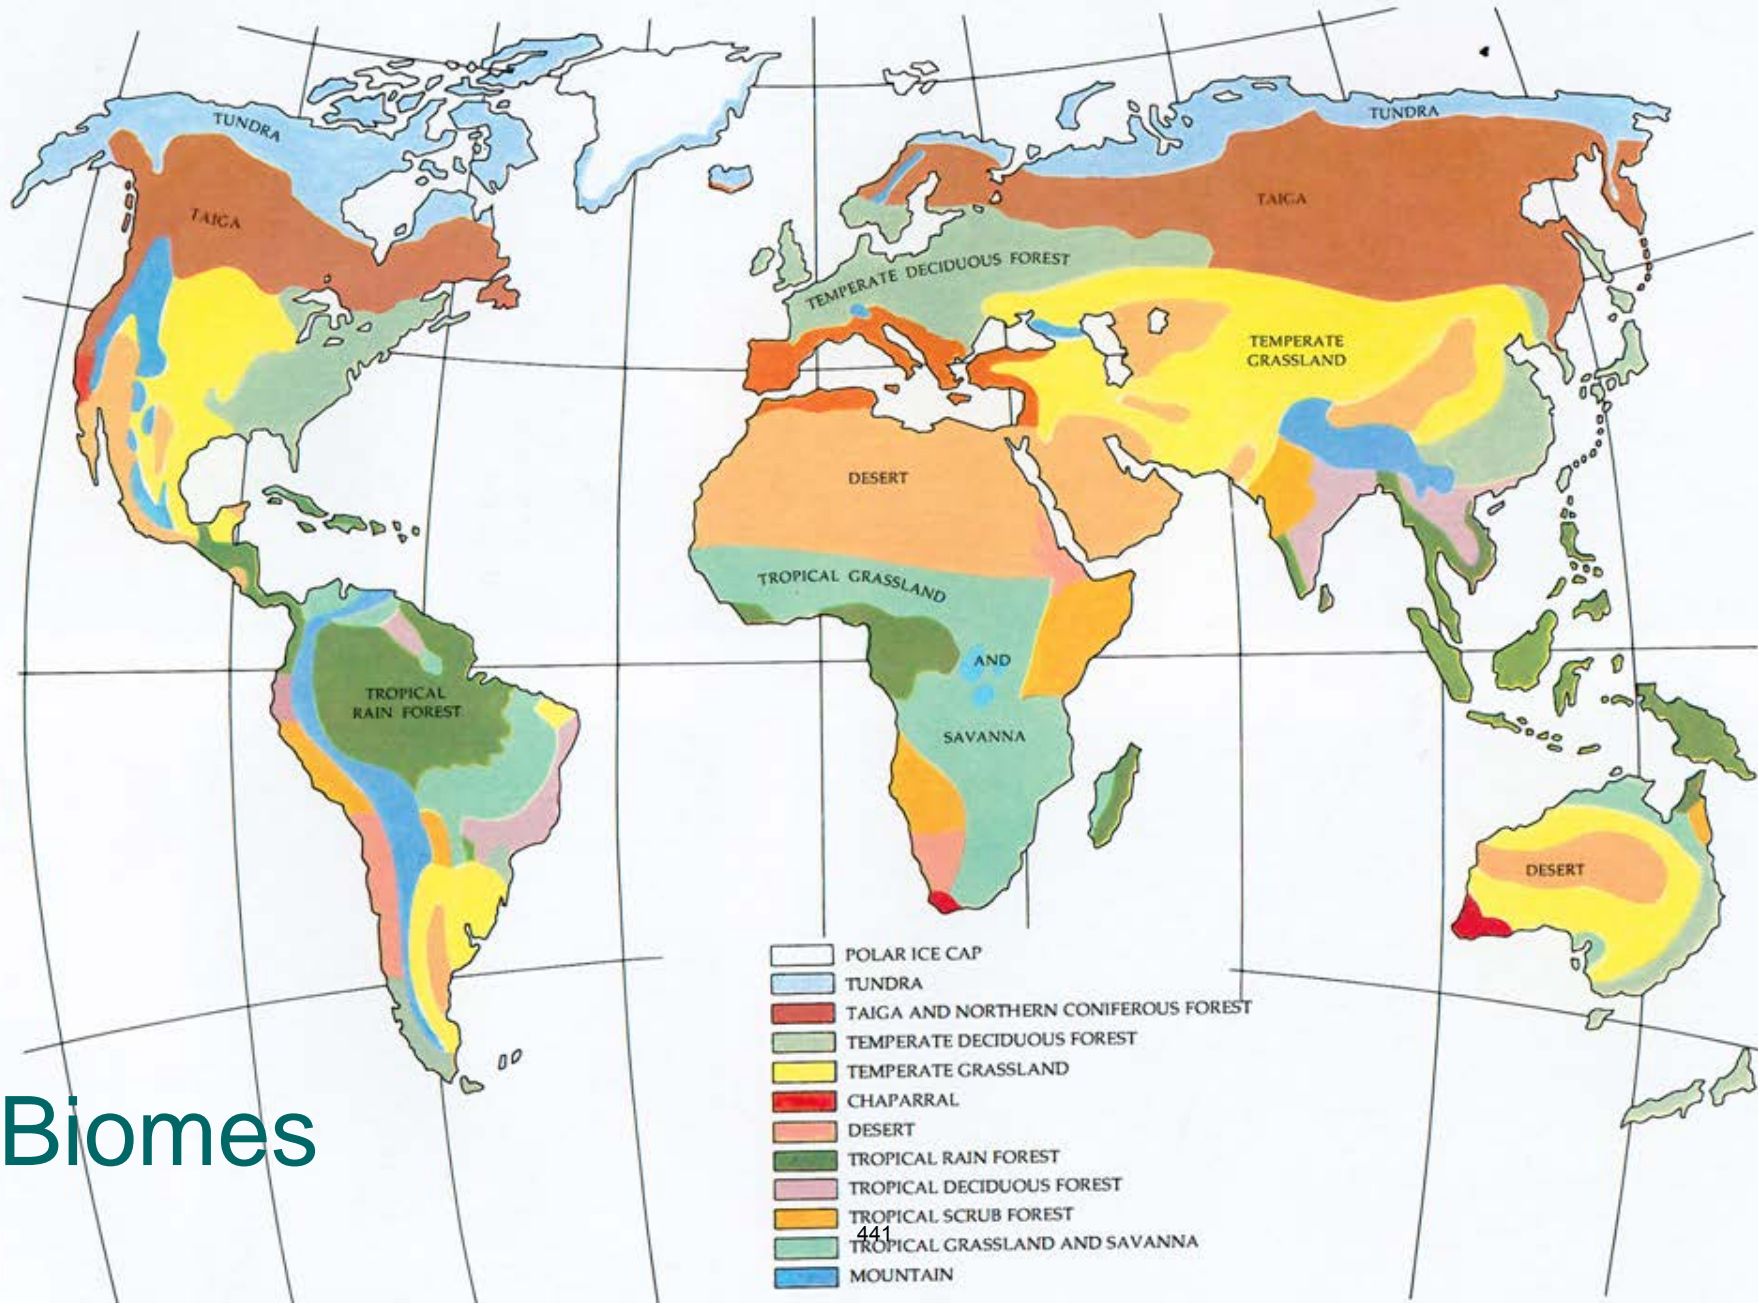 TUNDRA
TUNDRA
TAIGA
TAIGA
TEMPERATE DECIDUOUS FOREST
TEMPERATE
GRASSLAND
DESERT
TROPICAL GRASSLAND
AND
SAVANNA
TROPICAL
RAIN FOREST
DESERT
POLAR ICE CAP
TUNDRA
TAIGA AND NORTHERN CONIFEROUS FOREST
TEMPERATE DECIDUOUS FOREST
TEMPERATE GRASSLAND
CHAPARRAL
DESERT
TROPICAL RAIN FOREST
TROPICAL DECIDUOUS FOREST
TROPICAL SCRUB FOREST
TROPICAL GRASSLAND AND SAVANNA
MOUNTAIN
Biomes
441